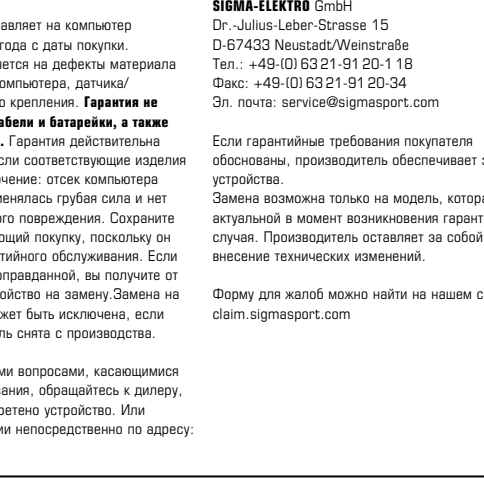 авляет на компьютер
года с даты покупки.
ется на дефекты материала
омпьютера, датчика/
о крепления. Гарантия не
абели и батарейки, а также
. Гарантия действительна
сли соответствующие изделия
чение: отсек компьютера
менялась грубая сила и нет
ого повреждения. Сохраните
ющий покупку, поскольку он
тийного обслуживания. Если
оправданной, вы получите от
ойство на замену.Замена на
жет быть исключена, если
ль снята с производства.
ми вопросами, касающимися
вания, обращайтесь к дилеру,
ретено устройство. Или
ии непосредственно по адресу:
SIGMA-ELEKTRO GmbH
Dr.-Julius-Leber-Strasse 15
D-67433 Neustadt/Weinstraße
Тел.: +49-(0) 63 21-91 20-1 18
Факс: +49-(0) 63 21-91 20-34
Эл. почта: service@sigmasport.com
Если гарантийные требования покупателя
обоснованы, производитель обеспечивает з
устройства.
Замена возможна только на модель, котора
актуальной в момент возникновения гарант
случая. Производитель оставляет за собой
внесение технических изменений.
Форму для жалоб можно найти на нашем с
claim.sigmasport.com